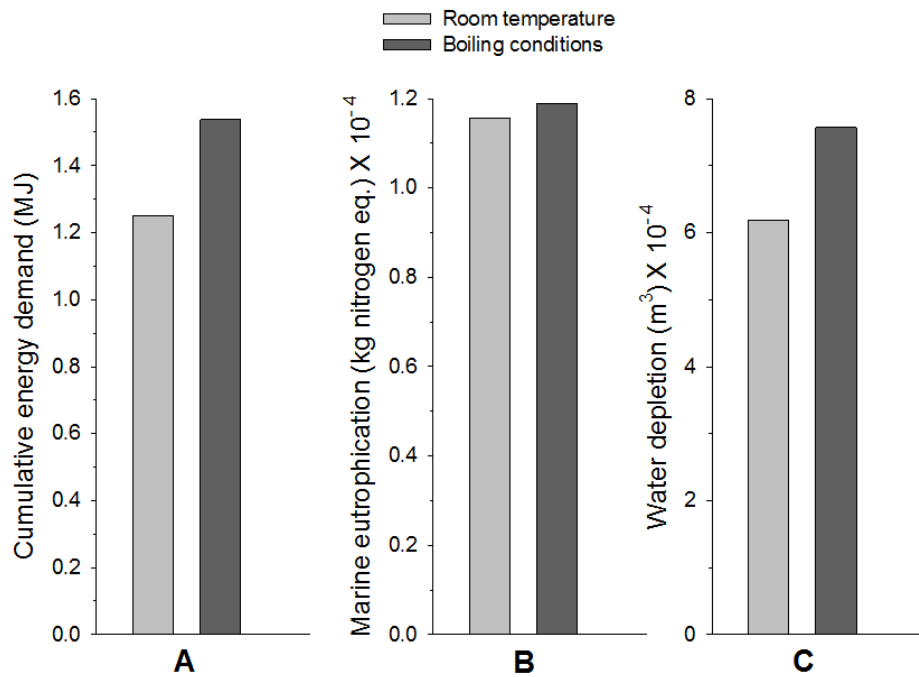 Room temperature
Boiling conditions
Cumulative energy demand (MJ)
1.6
1.4
1.2
1.0
0.8
0.6
0.4
0.2
0.0
A
Marine eutrophication (kg nitrogen eq.) X 10⁻⁴
1.2
1.0
0.8
0.6
0.4
0.2
0.0
B
Water depletion (m³) X 10⁻⁴
8
6
4
2
0
C